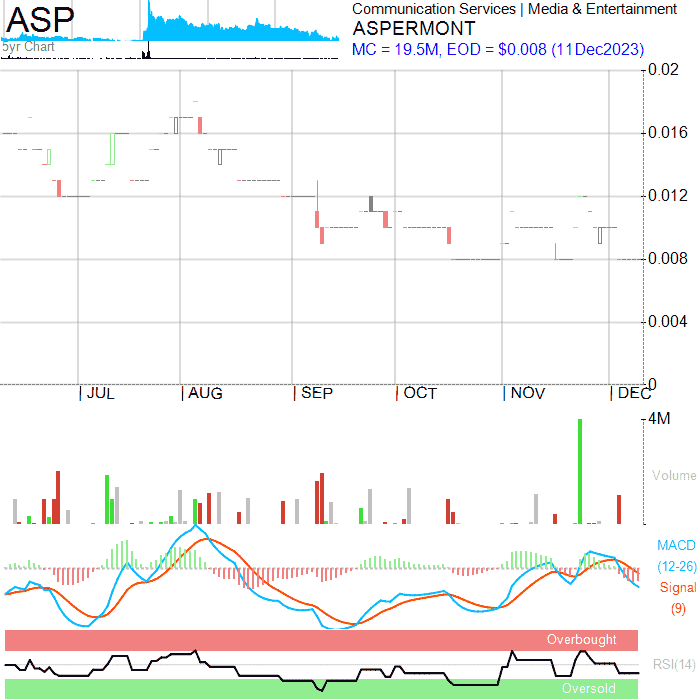 ASP
5yr Chart
Communication Services | Media & Entertainment
ASPERMONT
MC = 19.5M, EOD = $0.008 (11Dec2023)
0.02
0.016
0.012
0.008
0.004
0
JUL AUG SEP OCT NOV DEC
4M
Volume
MACD
(12-26)
Signal
(9)
Overbought
RSI(14)
Oversold